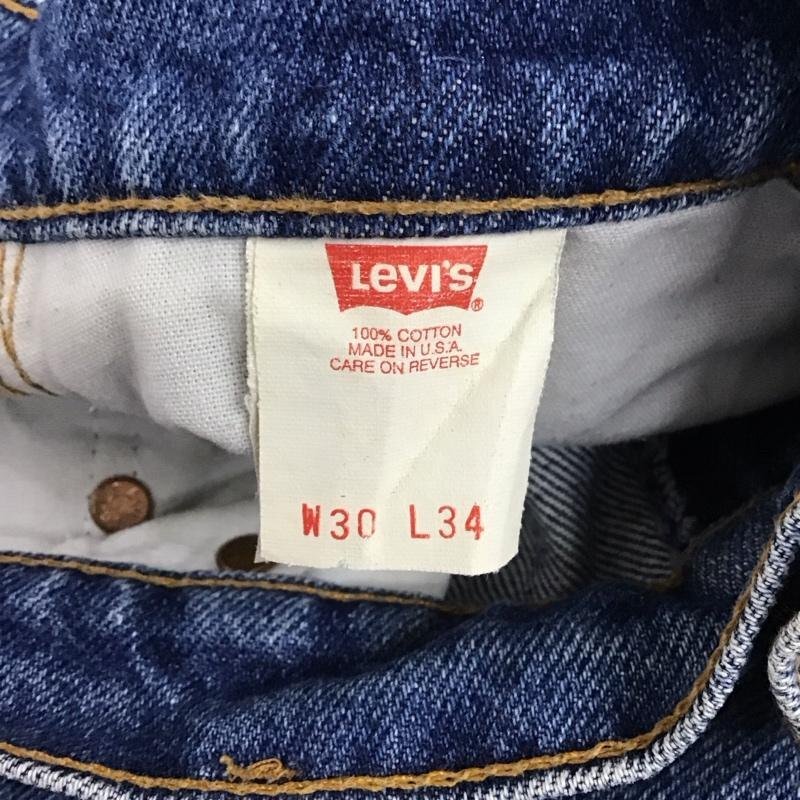 LEVI'S®
100% COTTON
MADE IN U.S.A.
CARE ON REVERSE
W30 L34